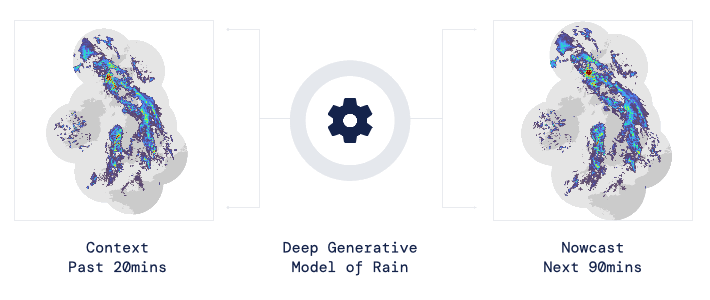 Context
Past 20mins
Deep Generative
Model of Rain
Nowcast
Next 90mins